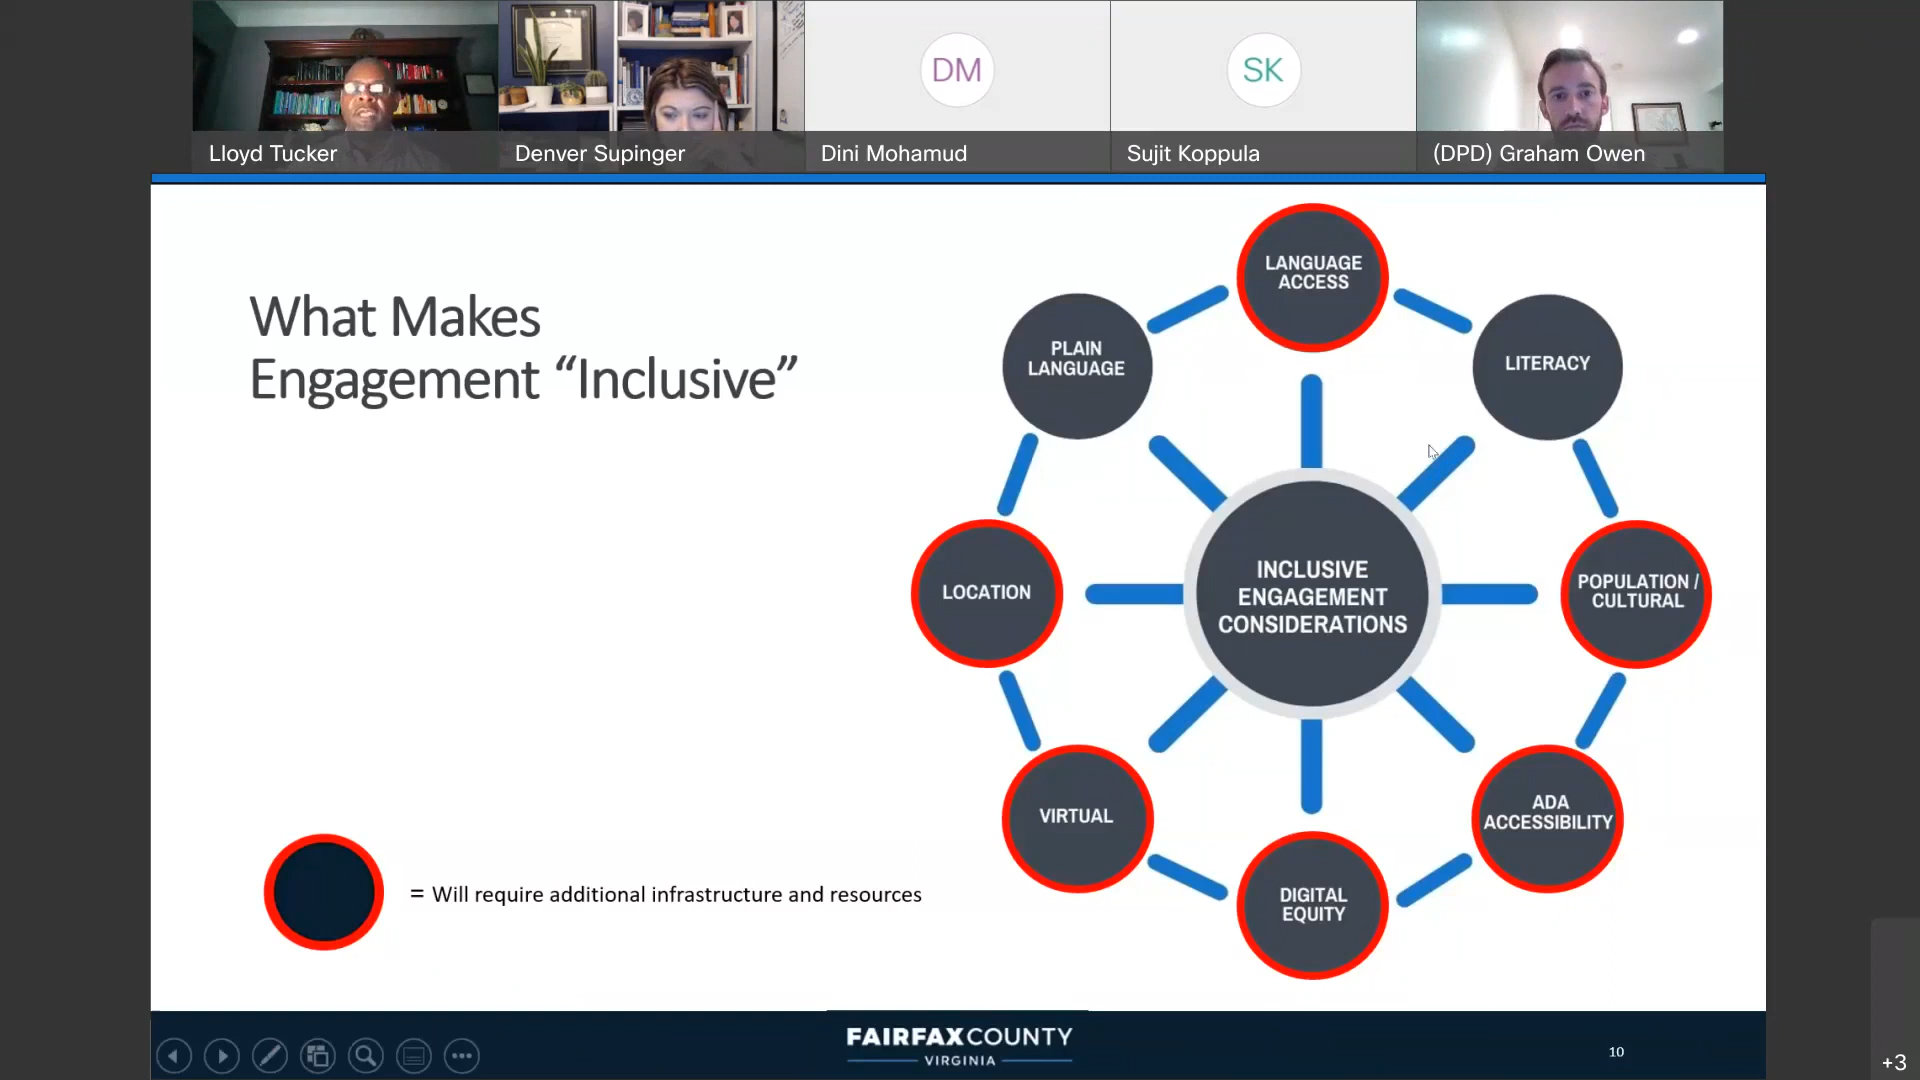 DM
SK
Lloyd Tucker
Denver Supinger
Dini Mohamud
Sujit Koppula
(DPD) Graham Owen
What Makes
Engagement “Inclusive”
LANGUAGE
ACCESS
PLAIN
LANGUAGE
LITERACY
LOCATION
INCLUSIVE
ENGAGEMENT
CONSIDERATIONS
POPULATION /
CULTURAL
VIRTUAL
ADA
ACCESSIBILITY
DIGITAL
EQUITY
= Will require additional infrastructure and resources
FAIRFAX COUNTY
VIRGINIA
10
+3